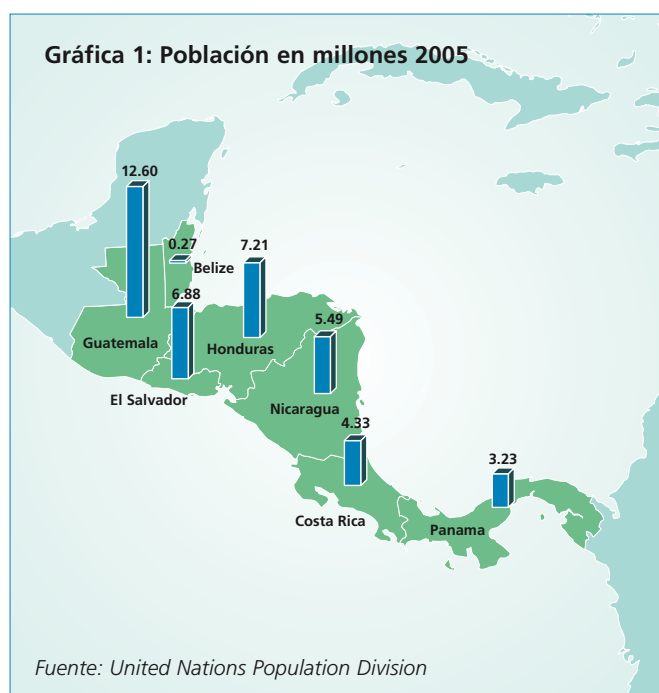 Gráfica 1: Población en millones 2005
12.60
0.27
Belize
7.21
6.88
Guatemala
Honduras
5.49
El Salvador
Nicaragua
4.33
Costa Rica
3.23
Panama
Fuente: United Nations Population Division